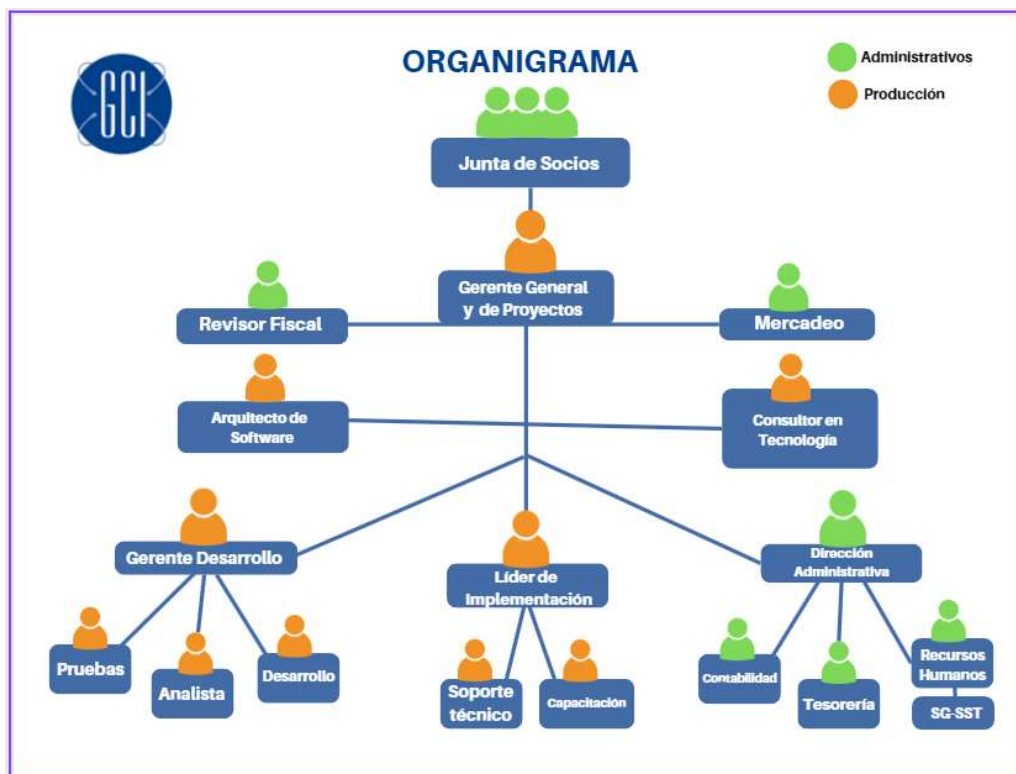 GCI
ORGANIGRAMA
Administrativos
Producción
Junta de Socios
Gerente General
y de Proyectos
Revisor Fiscal
Mercadeo
Arquitecto de
Software
Consultor en
Tecnología
Gerente Desarrollo
Líder de
Implementación
Dirección
Administrativa
Pruebas
Analista
Desarrollo
Soporte
técnico
Capacitación
Contabilidad
Tesorería
Recursos
Humanos
SG-SST